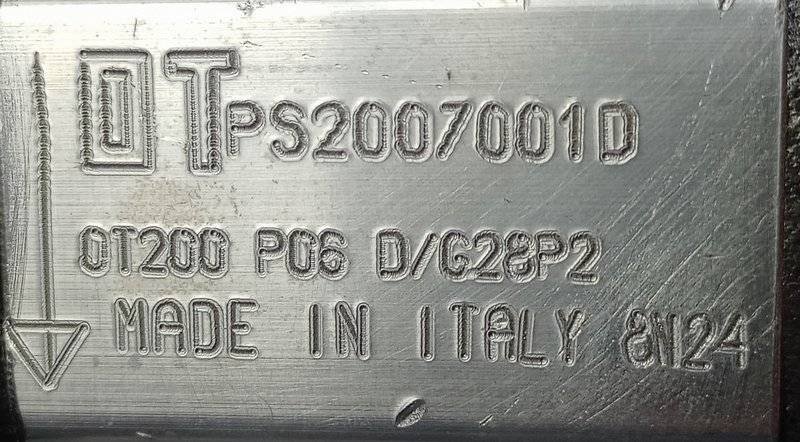 OT PS2007001D
OT200 P06 D/G28P2
MADE IN ITALY 8N24